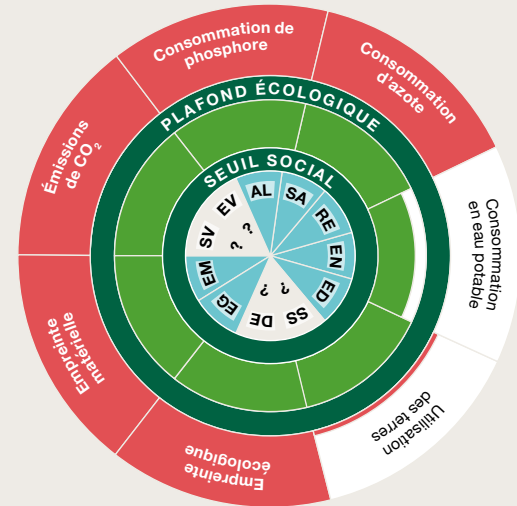 Consommation de
phosphore
Consommation
d'azote
Consommation
en eau potable
Utilisation
des terres
Empreinte
écologique
Empreinte
matérielle
Émissions
de CO₂
PLAFOND ÉCOLOGIQUE
SEUIL SOCIAL
AL
SA
RE
EN
ED
SS
?
DE
?
EG
EM
SV
?
EV
?